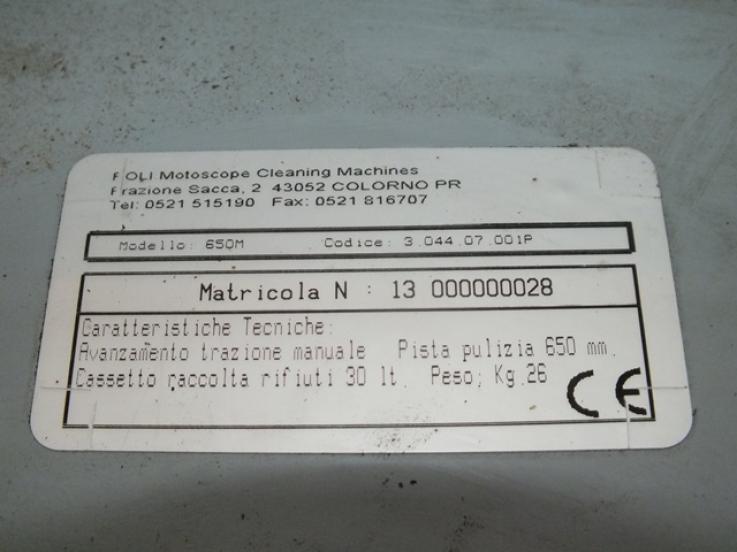 FOLI Motoscope Cleaning Machines
Frazione Sacca, 2 43052 COLORNO PR
Tel: 0521 515190 Fax: 0521 816707
Modello: 650M Codice: 3.044.07.001P
Matricola N : 13 000000028
Caratteristiche Tecniche:
Avanzamento trazione manuale Pista pulizia 650 mm.
Cassetto raccolta rifiuti 30 lt. Peso; Kg.26
CE